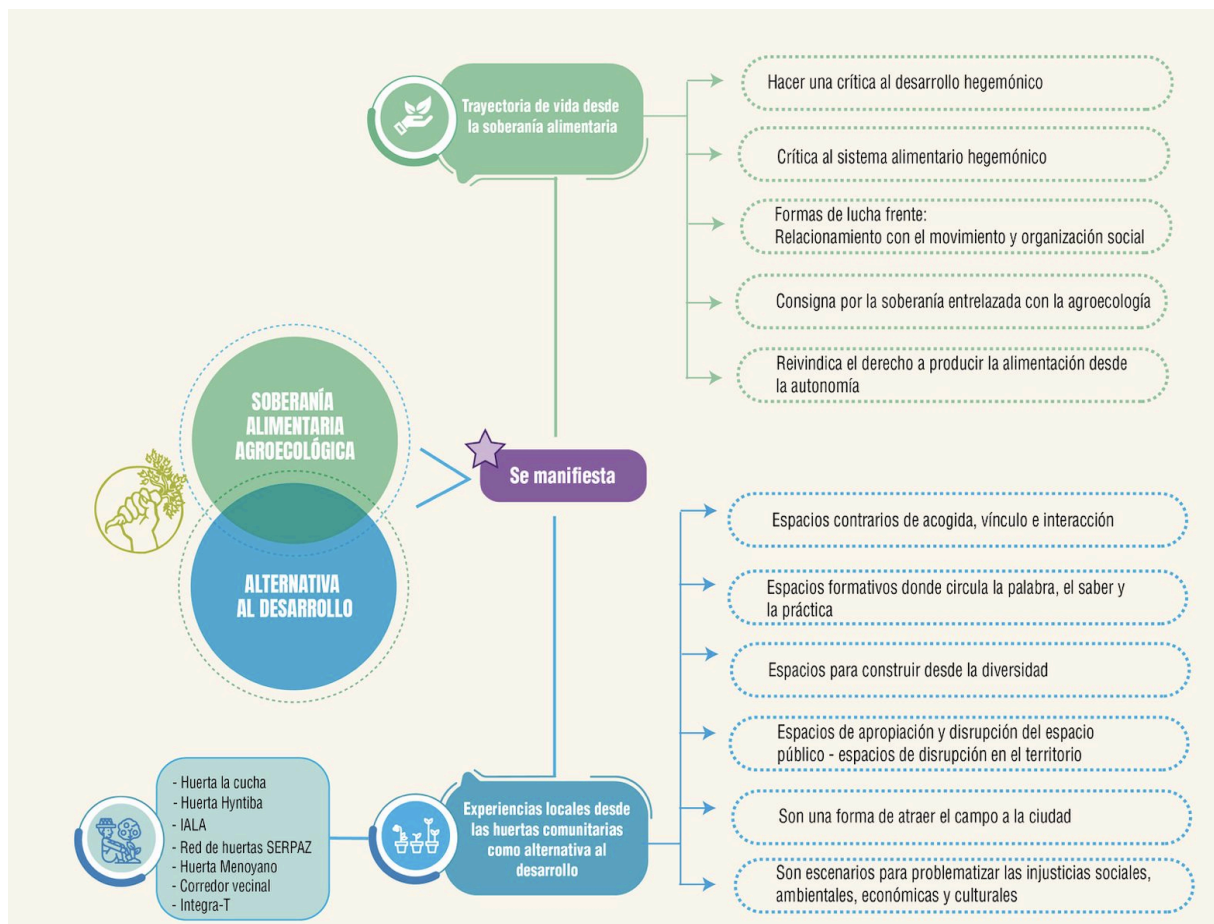 Trayectoria de vida desde
la soberanía alimentaria
Hacer una crítica al desarrollo hegemónico
Crítica al sistema alimentario hegemónico
Formas de lucha frente:
Relacionamiento con el movimiento y organización social
Consigna por la soberanía entrelazada con la agroecología
Reivindica el derecho a producir la alimentación desde
la autonomía
SOBERANÍA
ALIMENTARIA
AGROECOLÓGICA
ALTERNATIVA
AL DESARROLLO
Se manifiesta
Espacios contrarios de acogida, vínculo e interacción
Espacios formativos donde circula la palabra, el saber y
la práctica
Espacios para construir desde la diversidad
Espacios de apropiación y disrupción del espacio
público - espacios de disrupción en el territorio
Son una forma de atraer el campo a la ciudad
Son escenarios para problematizar las injusticias sociales,
ambientales, económicas y culturales
- Huerta la cucha
- Huerta Hyntiba
- IALA
- Red de huertas SERPAZ
- Huerta Menoyano
- Corredor vecinal
- Integra-T
Experiencias locales desde
las huertas comunitarias
como alternativa al
desarrollo